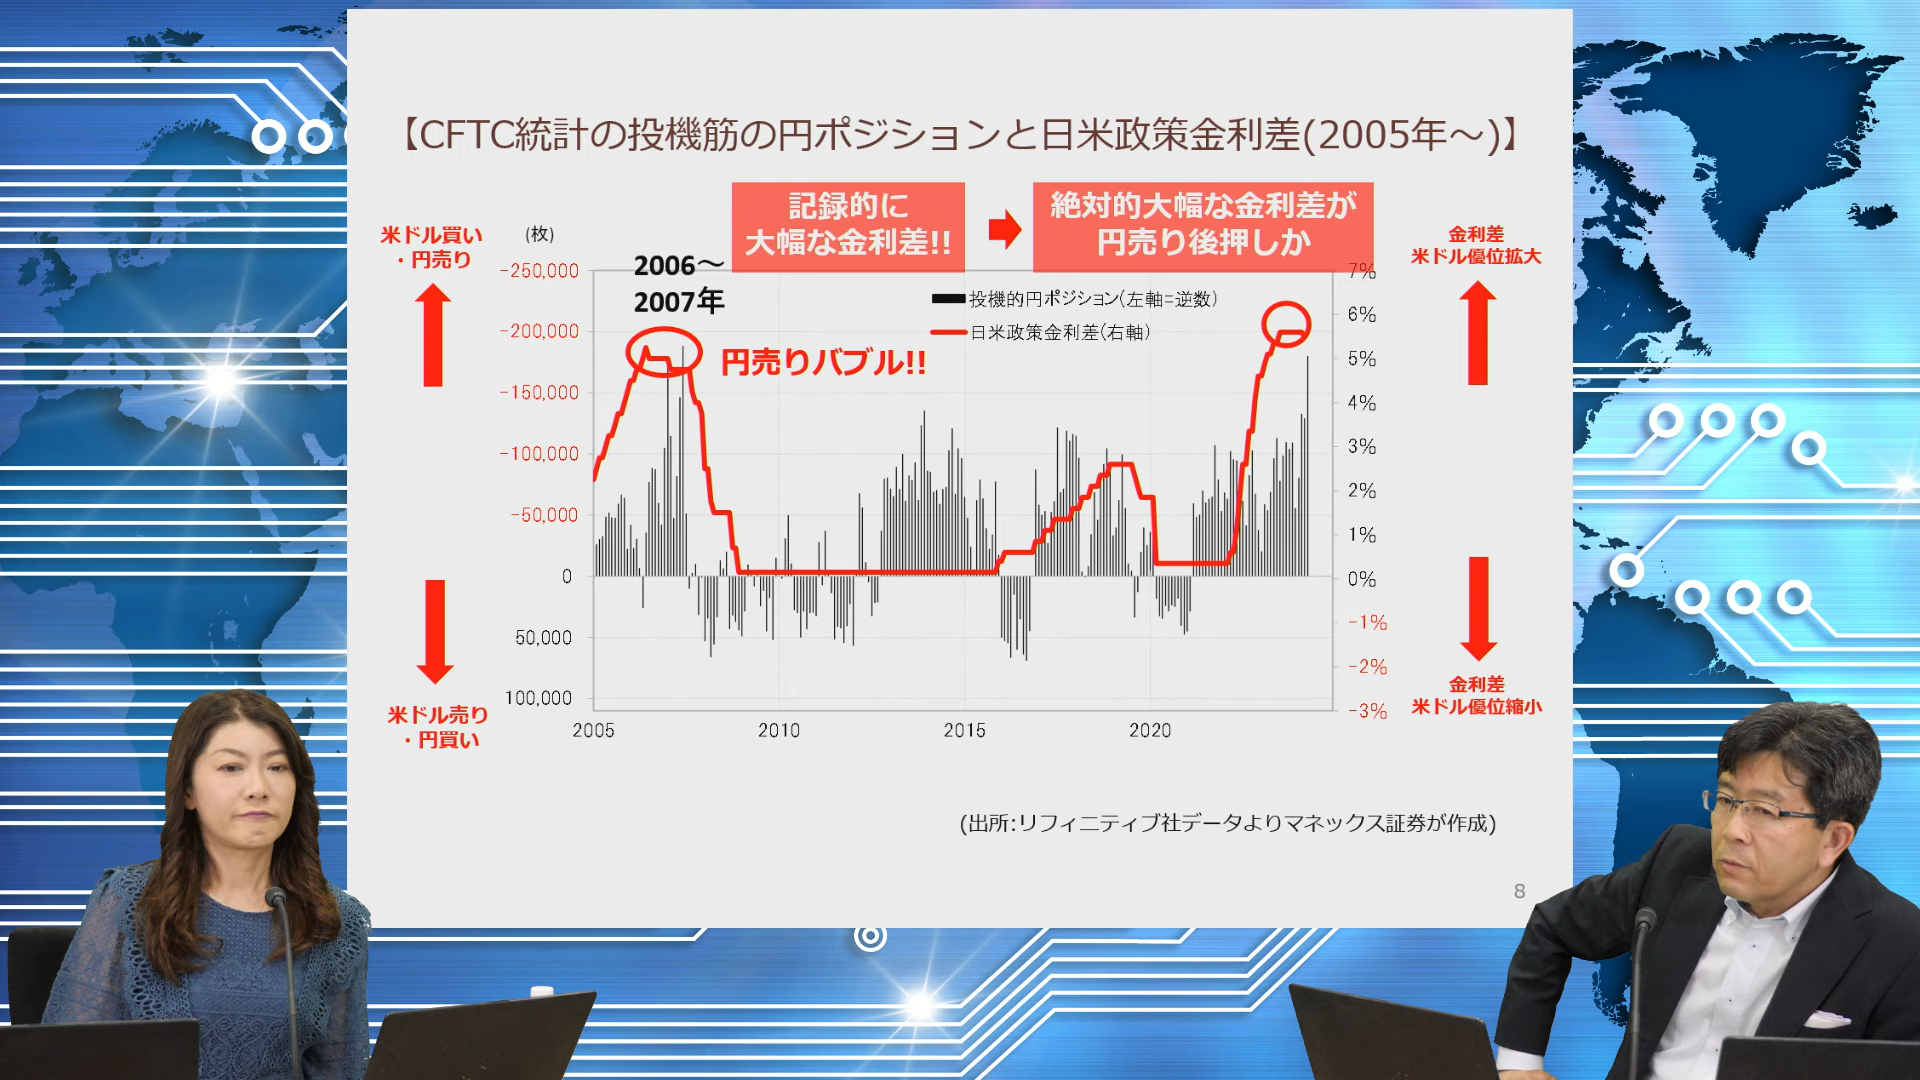 【CFTC統計の投機筋の円ポジションと日米政策金利差(2005年～)】
記録的に
大幅な金利差!!
絶対的大幅な金利差が
円売り後押しか
米ドル買い
・円売り
(枚)
金利差
米ドル優位拡大
2006～
2007年
円売りバブル!!
投機的円ポジション(左軸=逆数)
日米政策金利差(右軸)
-250,000
-200,000
-150,000
-100,000
-50,000
0
50,000
100,000
7%
6%
5%
4%
3%
2%
1%
0%
-1%
-2%
-3%
2005
2010
2015
2020
米ドル売り
・円買い
金利差
米ドル優位縮小
(出所:リフィニティブ社データよりマネックス証券が作成)
8